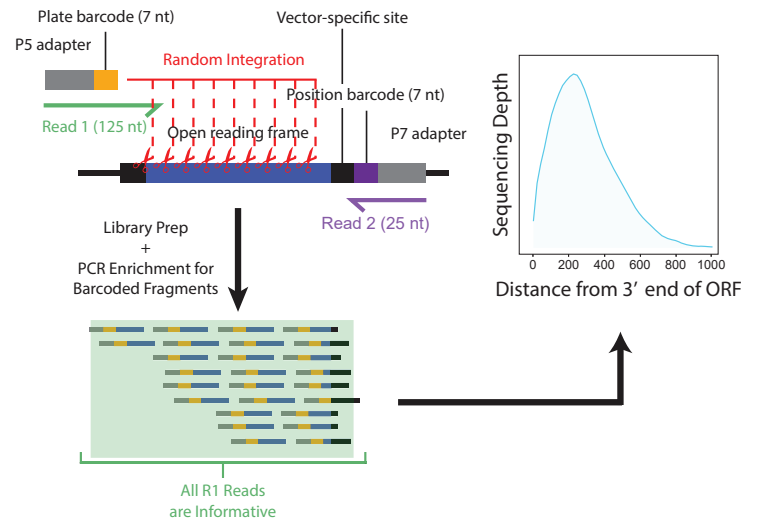 Plate barcode (7 nt)
Vector-specific site
P5 adapter
Random Integration
Position barcode (7 nt)
Read 1 (125 nt)
Open reading frame
P7 adapter
Read 2 (25 nt)
Library Prep
+
PCR Enrichment for
Barcoded Fragments
Sequencing Depth
0 200 400 600 800 1000
Distance from 3′ end of ORF
All R1 Reads
are Informative